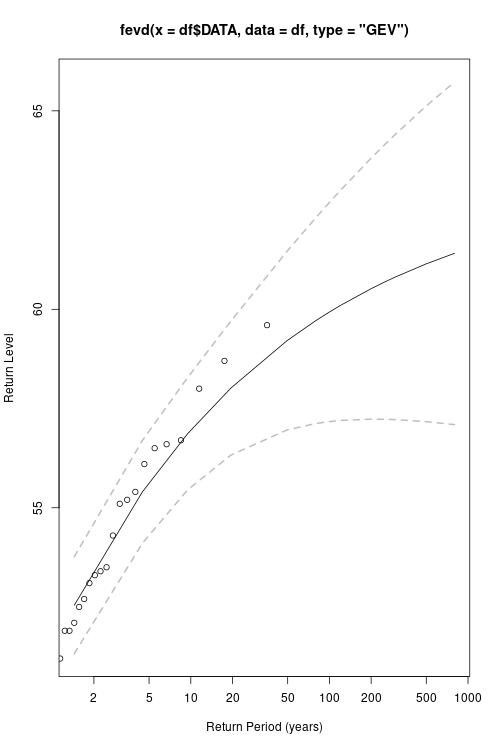 fevd(x = df$DATA, data = df, type = "GEV")
65
60
55
Return Level
2 5 10 20 50 100 200 500 1000
Return Period (years)